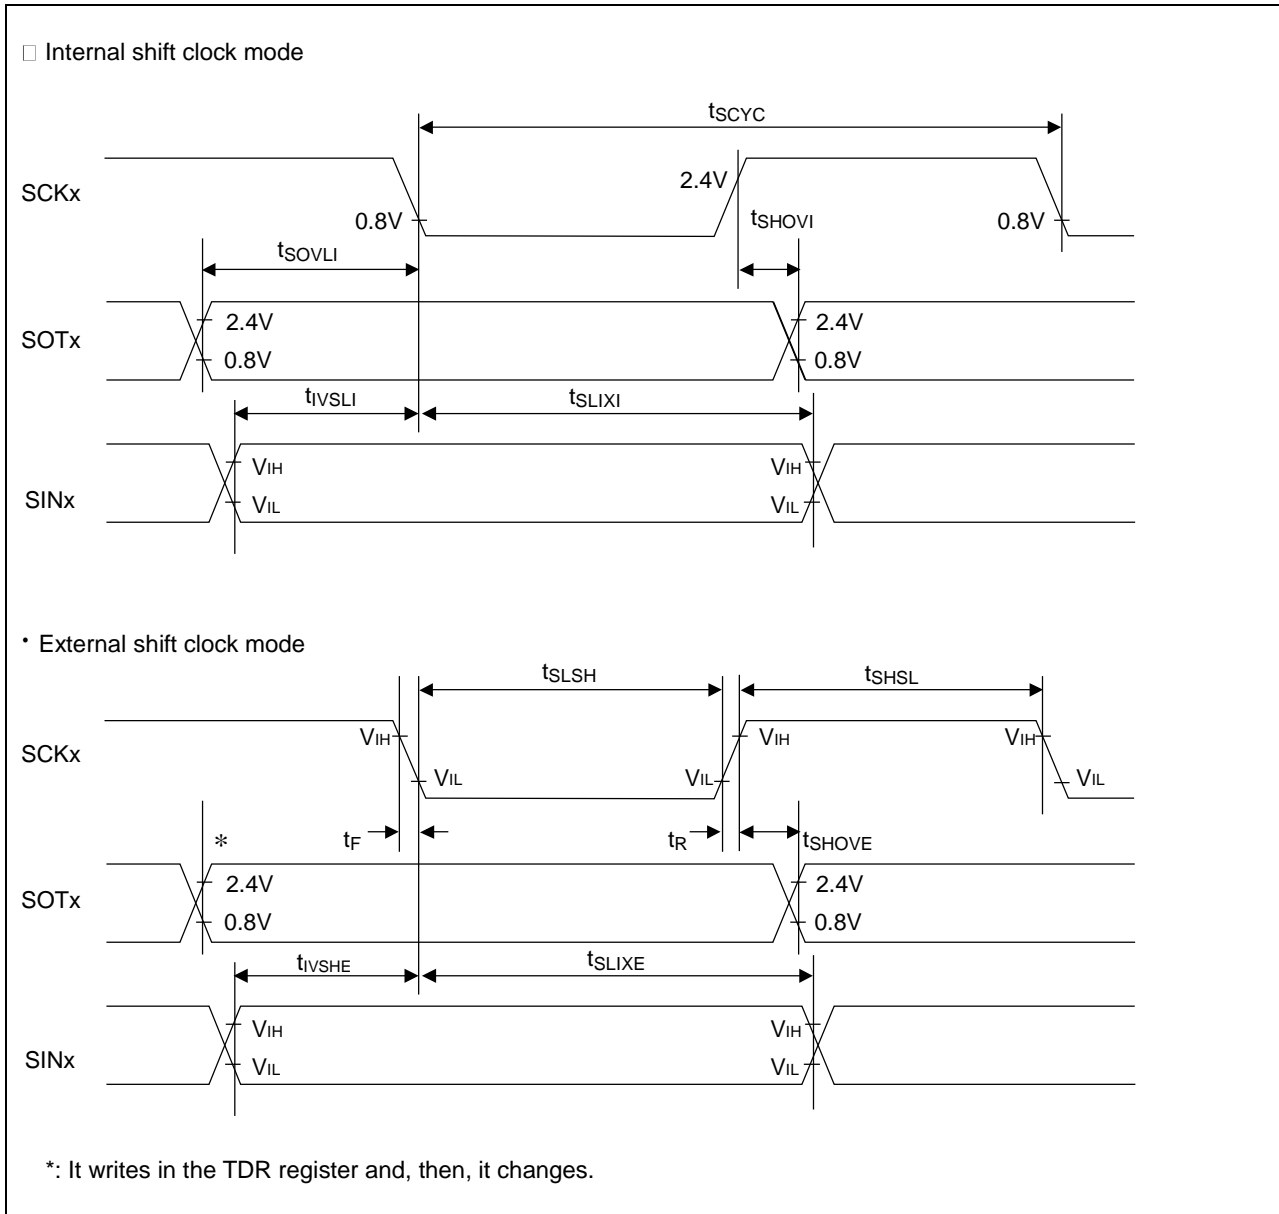 □ Internal shift clock mode
tSCYC
SCKx
2.4V
0.8V
tSHOVI
0.8V
tSOVLI
SOTx
2.4V
0.8V
2.4V
0.8V
tIVSLI
tSLIXI
SINx
VIH
VIL
VIH
VIL
• External shift clock mode
tSLSH
tSHSL
SCKx
VIH
VIL
VIL
VIH
VIH
VIL
*
tF
tR
tSHOVE
SOTx
2.4V
0.8V
2.4V
0.8V
tIVSHE
tSLIXE
SINx
VIH
VIL
VIH
VIL
*: It writes in the TDR register and, then, it changes.